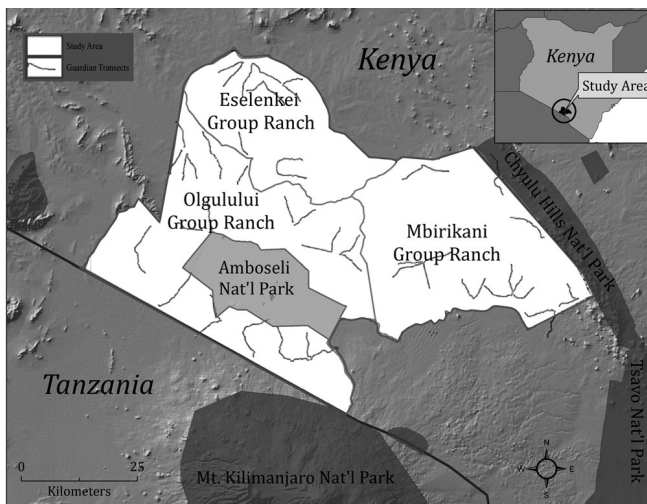 Study Area
Guardian Transects
Kenya
Kenya
Study Area
Eselenkei
Group Ranch
Olgululului
Group Ranch
Mbirikani
Group Ranch
Chyulu Hills Nat'l Park
Amboseli
Nat'l Park
Tanzania
Tsavo Nat'l Park
Mt. Kilimanjaro Nat'l Park
0
25
Kilometers
N
W
E
S